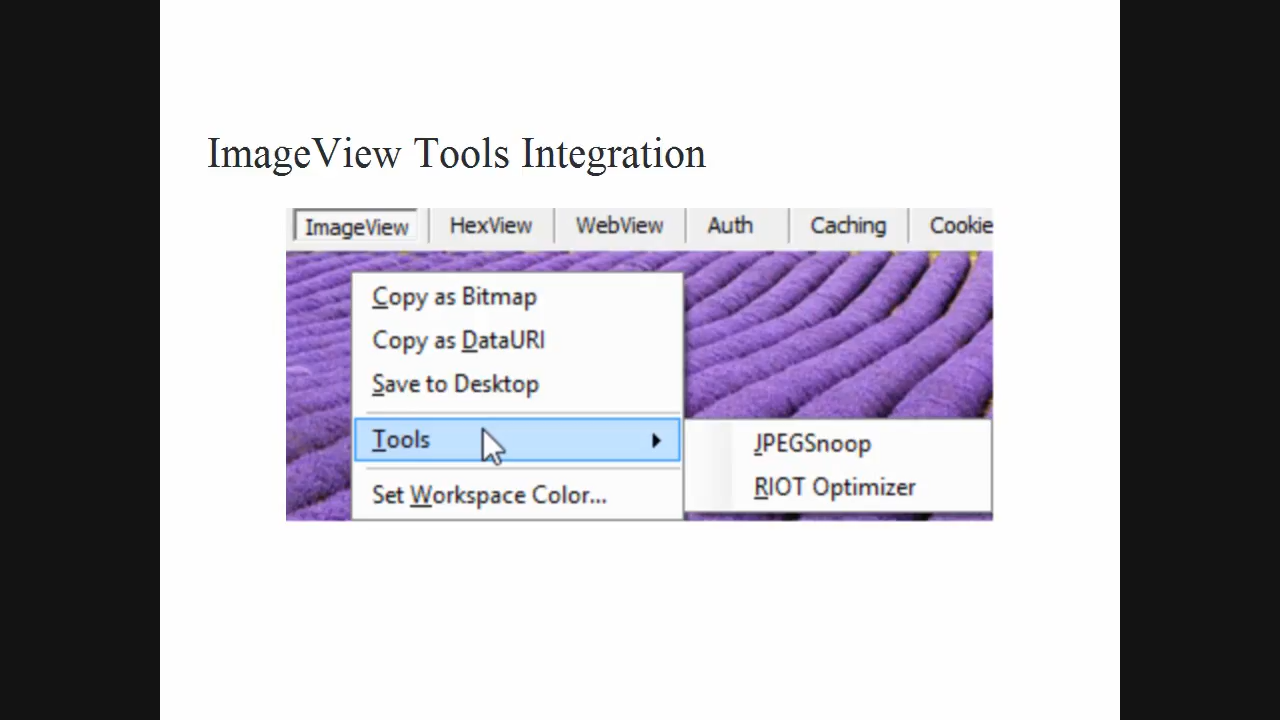 ImageView Tools Integration
ImageView HexView WebView Auth Caching Cookie
Copy as Bitmap
Copy as DataURI
Save to Desktop
Tools
JPEGSnoop
RIOT Optimizer
Set Workspace Color...